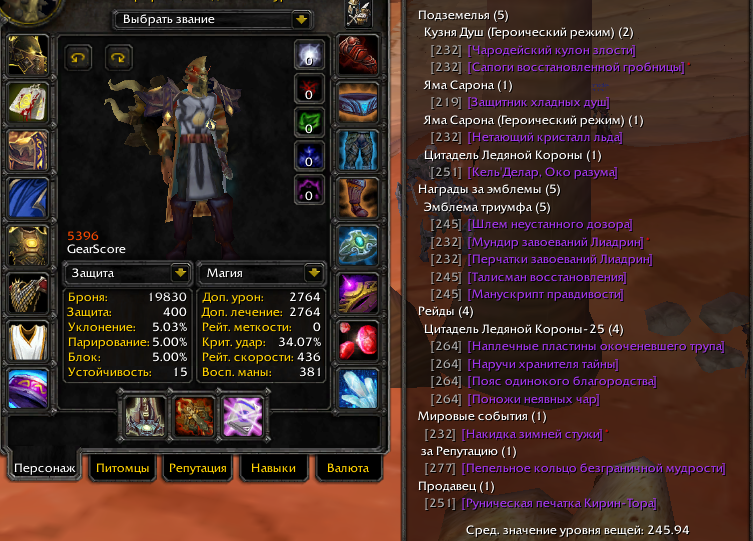 Выбрать звание
0
0
0
0
0
5396
GearScore
Защита
Магия
Броня: 19830
Защита: 400
Уклонение: 5.03%
Парирование: 5.00%
Блок: 5.00%
Устойчивость: 15
Доп. урон: 2764
Доп. лечение: 2764
Рейт. меткости: 0
Крит. удар: 34.07%
Рейт. скорости: 436
Восп. маны: 381
Персонаж
Питомцы
Репутация
Навыки
Валюта
Подземелья (5)
Кузня Душ (Героический режим) (2)
[232] [Чародейский кулон злости]
[232] [Сапоги восстановленной гробницы]*
Яма Сарона (1)
[219] [Защитник хладных душ]
Яма Сарона (Героический режим) (1)
[232] [Нетающий кристалл льда]
Цитадель Ледяной Короны (1)
[251] [Кель'Делар, Око разума]
Награды за эмблемы (5)
Эмблема триумфа (5)
[245] [Шлем неустанного дозора]
[232] [Мундир завоеваний Лиадрин]*
[232] [Перчатки завоеваний Лиадрин]
[245] [Талисман восстановления]
[245] [Манускрипт правдивости]
Рейды (4)
Цитадель Ледяной Короны-25 (4)
[264] [Наплечные пластины окоченевшего трупа]
[264] [Наручи хранителя тайны]
[264] [Пояс одинокого благородства]
[264] [Поножи неявных чар]
Мировые события (1)
[232] [Накидка зимней стужи]*
за Репутацию (1)
[277] [Пепельное кольцо безграничной мудрости]
Продавец (1)
[251] [Руническая печатка Кирин-Тора]
Сред. значение уровня вещей: 245.94